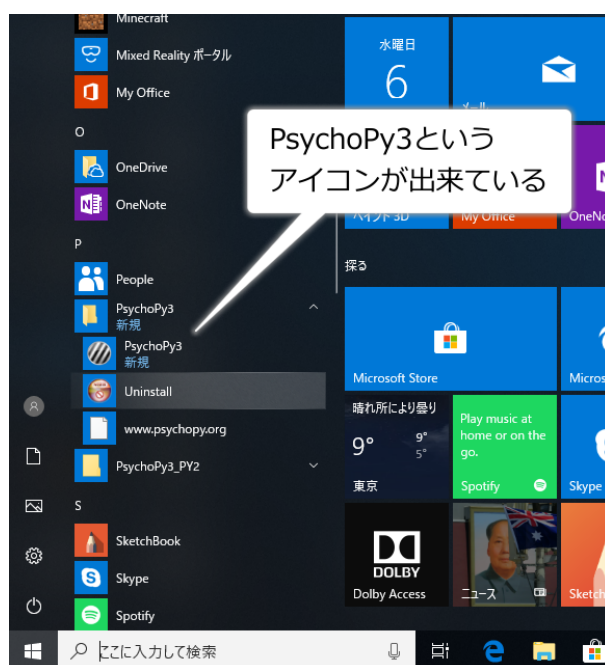 Minecraft
Mixed Reality ポータル
My Office
O
OneDrive
OneNote
P
People
PsychoPy3
新規
PsychoPy3
新規
Uninstall
www.psychopy.org
PsychoPy3_PY2
S
SketchBook
Skype
Spotify
ここに入力して検索
PsychoPy3という
アイコンが出来ている
水曜日
6
メール
ペイント 3D
My Office
OneNo
探る
Microsoft Store
Micros
晴れ所により曇り
9°
9°
5°
東京
Play music at
home or on the
go.
Spotify
Skype
DOLBY
Dolby Access
ニュース
Sketch